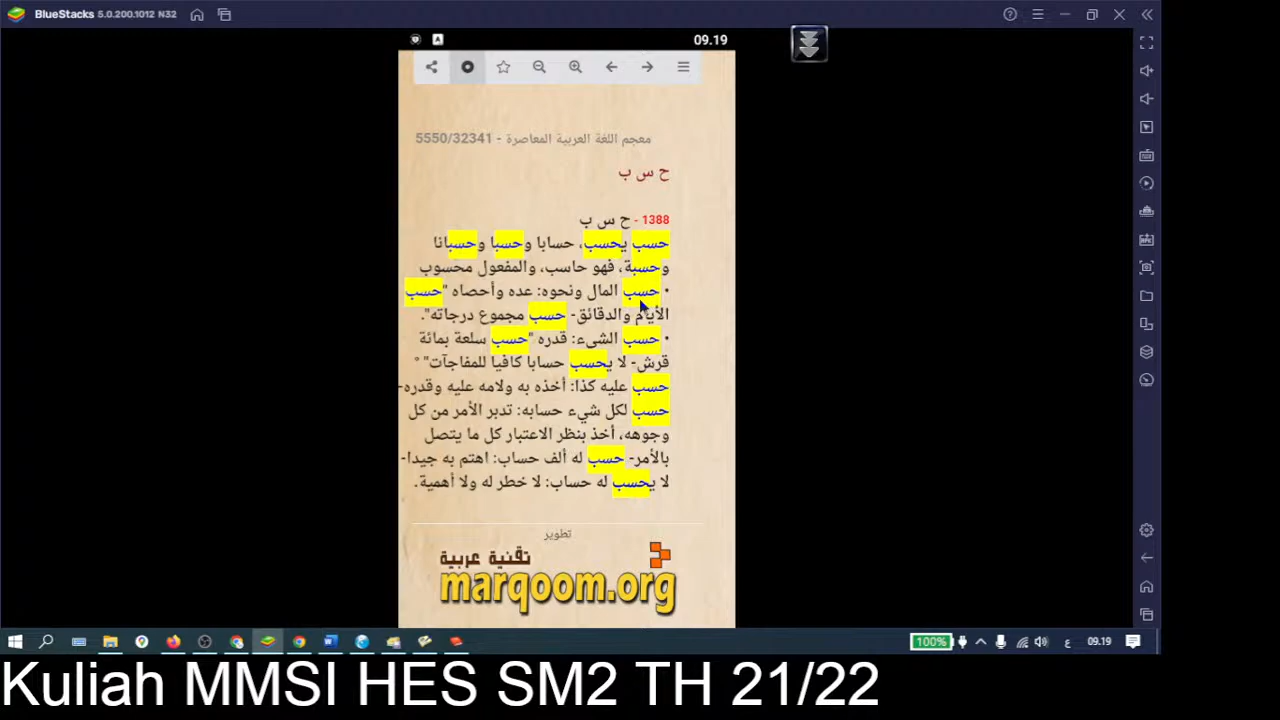 BlueStacks 5.0.200.1012 N32
09.19
معجم اللغة العربية المعاصرة - 5550/32341
ح س ب
1388 - ح س ب
حسب يحسب، حسابا وحسبا وحسبانا
وحسبة، فهو حاسب، والمفعول محسوب
• حسب المال ونحوه: عده وأحصاه "حسب
الأيام والدقائق- حسب مجموع درجاته".
• حسب الشيء: قدره "حسب سلعة بمائة
قرش- لا يحسب حسابا كافيا للمفاجآت" °
حسب عليه كذا: أخذه به ولامه عليه وقدره-
حسب لكل شيء حسابه: تدبر الأمر من كل
وجوهه، أخذ بنظر الاعتبار كل ما يتصل
بالأمر- حسب له ألف حساب: اهتم به جيدا-
لا يحسب له حساب: لا خطر له ولا أهمية.
تطوير
تقنية عربية
marqoom.org
100%
ع
09.19
Kuliah MMSI HES SM2 TH 21/22